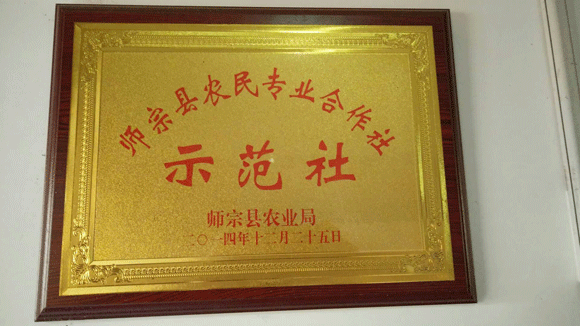 师宗县农民专业合作社
示范社
师宗县农业局
二〇一四年十二月二十五日